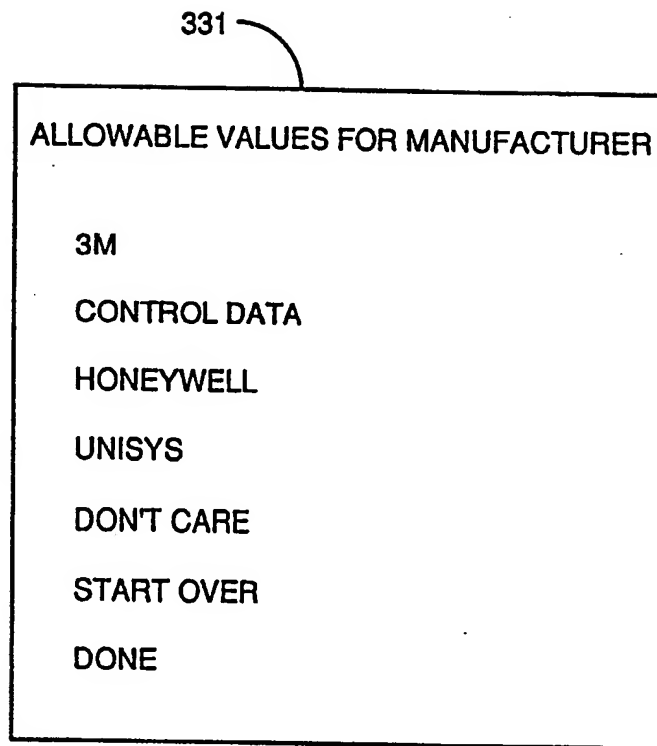 331
ALLOWABLE VALUES FOR MANUFACTURER
3M
CONTROL DATA
HONEYWELL
UNISYS
DON'T CARE
START OVER
DONE